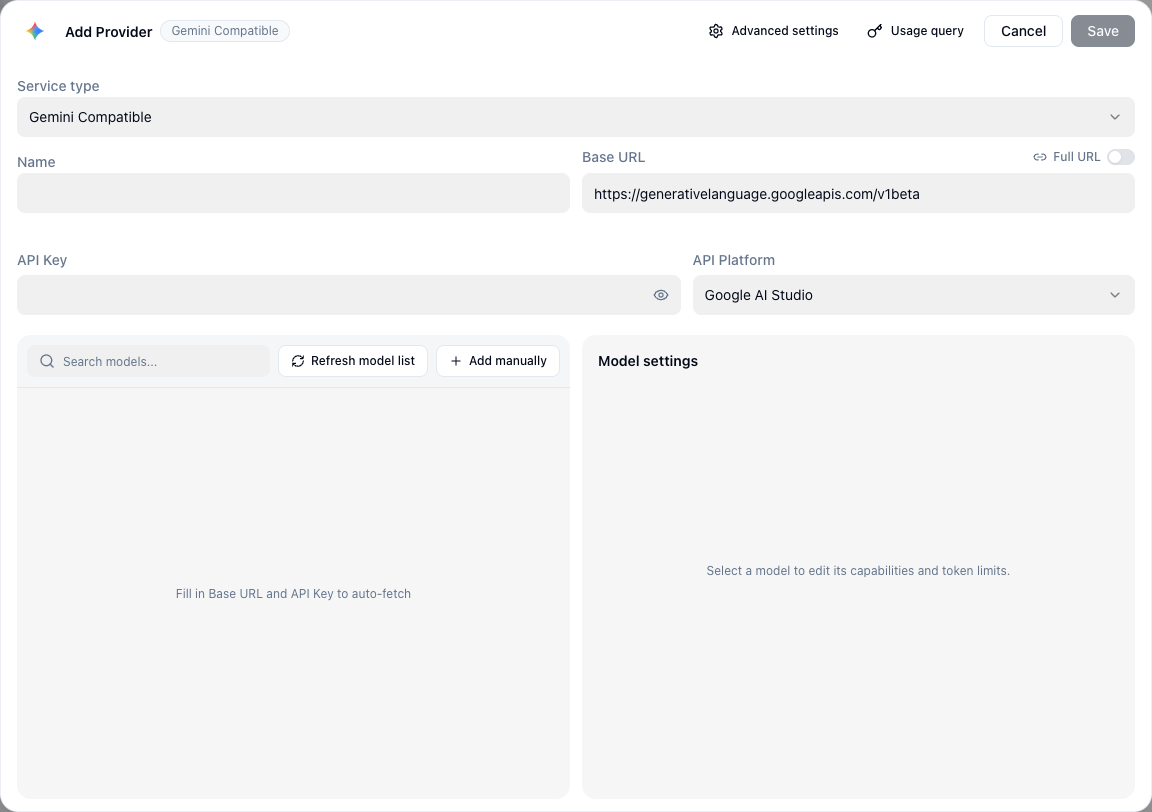 Add Provider
Gemini Compatible
Advanced settings
Usage query
Cancel
Save
Service type
Gemini Compatible
Name
Base URL
Full URL
https://generativelanguage.googleapis.com/v1beta
API Key
API Platform
Google AI Studio
Search models...
Refresh model list
Add manually
Model settings
Fill in Base URL and API Key to auto-fetch
Select a model to edit its capabilities and token limits.